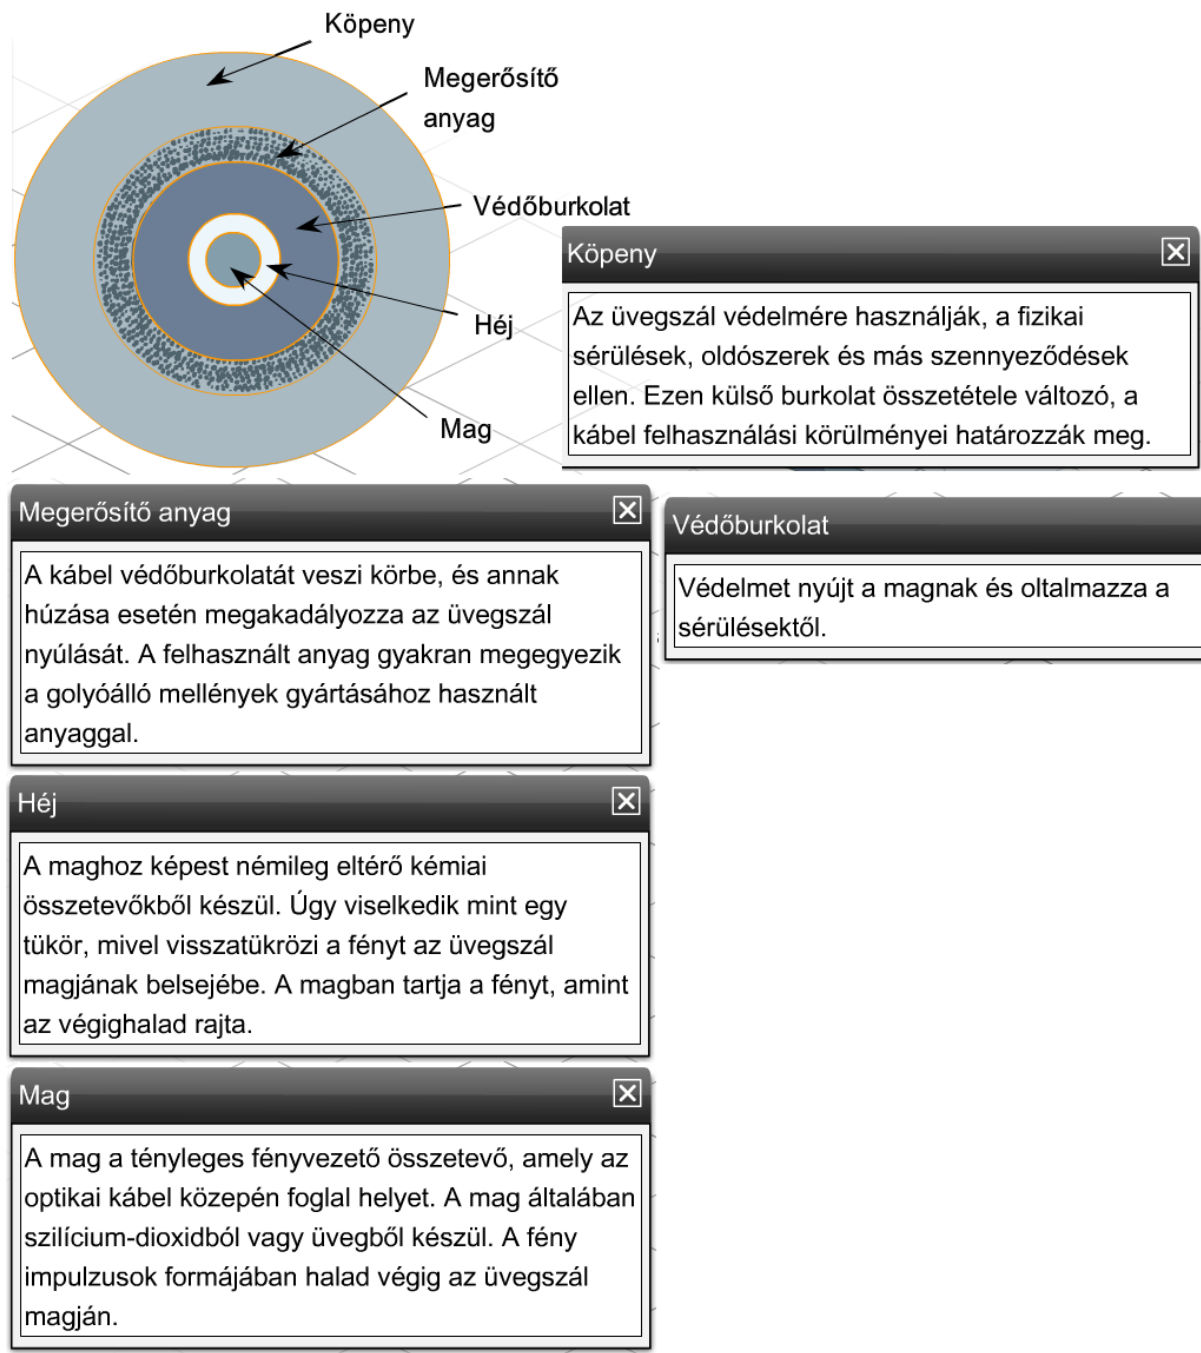 Köpeny
Megerősítő
anyag
Védőburkolat
Héj
Mag
Köpeny
Az üvegszál védelmére használják, a fizikai
sérülések, oldószerek és más szennyeződések
ellen. Ezen külső burkolat összetétele változó, a
kábel felhasználási körülményei határozzák meg.
Megerősítő anyag
A kábel védőburkolatát veszi körbe, és annak
húzása esetén megakadályozza az üvegszál
nyúlását. A felhasznált anyag gyakran megegyezik
a golyóálló mellények gyártásához használt
anyaggal.
Védőburkolat
Védelmet nyújt a magnak és oltalmazza a
sérülésektől.
Héj
A maghoz képest némileg eltérő kémiai
összetevőkből készül. Úgy viselkedik mint egy
tükör, mivel visszatükrözi a fényt az üvegszál
magjának belsejébe. A magban tartja a fényt, amint
az végighalad rajta.
Mag
A mag a tényleges fényvezető összetevő, amely az
optikai kábel közepén foglal helyet. A mag általában
szilícium-dioxidból vagy üvegből készül. A fény
impulzusok formájában halad végig az üvegszál
magján.